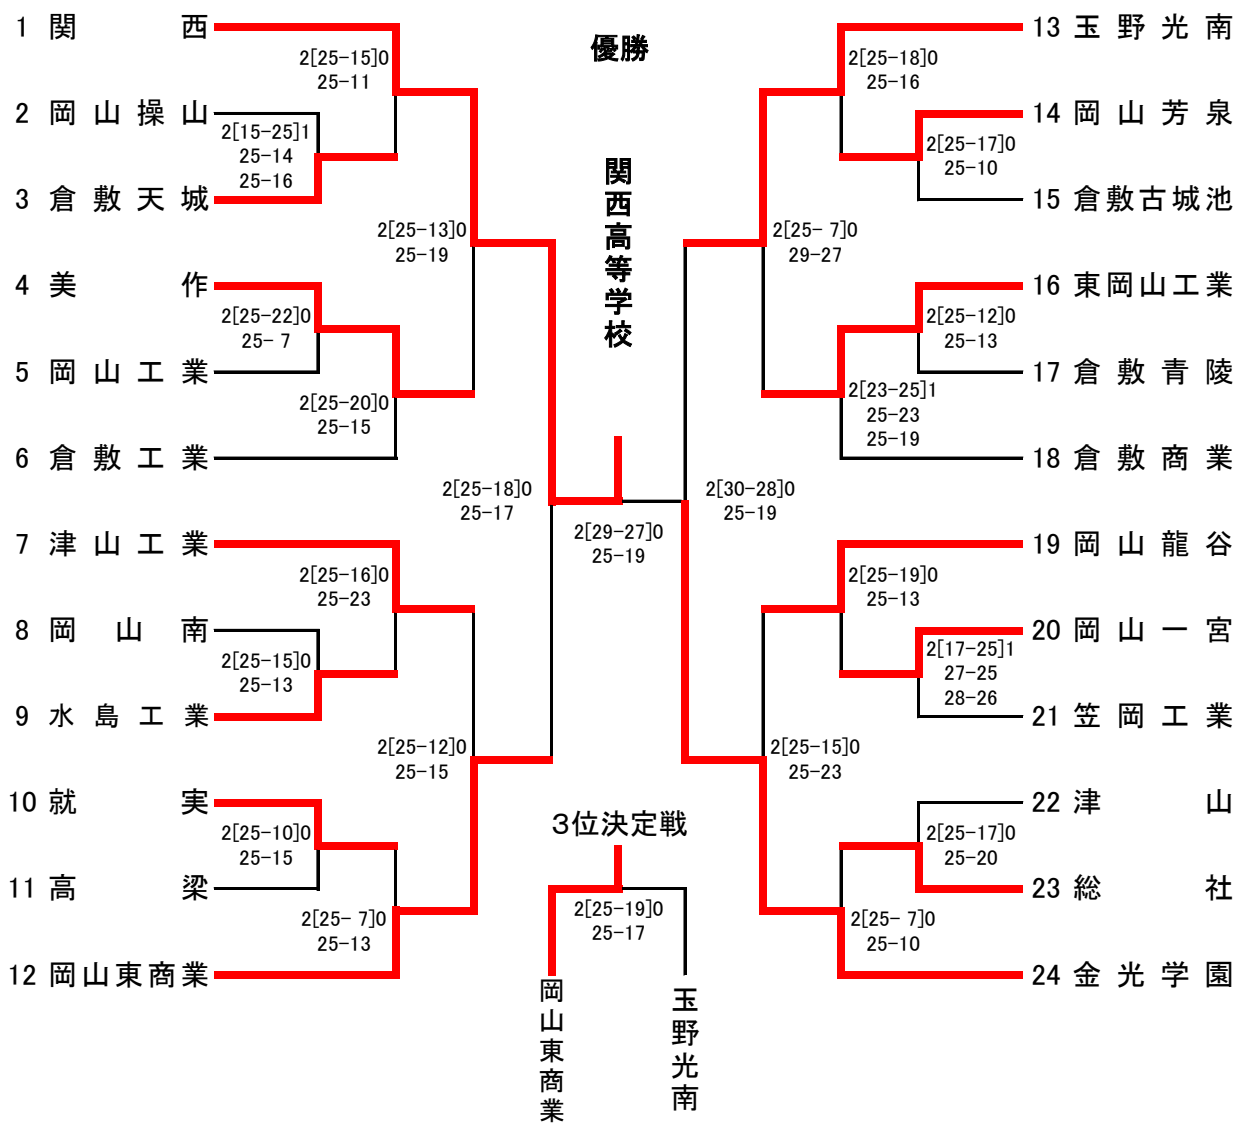 優勝
関西高等学校
1 関西
2[25-15]0
25-11
2 岡山操山
2[15-25]1
25-14
25-16
3 倉敷天城
2[25-13]0
25-19
4 美作
2[25-22]0
25- 7
5 岡山工業
2[25-20]0
25-15
6 倉敷工業
2[25-18]0
25-17
7 津山工業
2[25-16]0
25-23
8 岡山南
2[25-15]0
25-13
9 水島工業
2[25-12]0
25-15
10 就実
2[25-10]0
25-15
11 高梁
2[25- 7]0
25-13
12 岡山東商業
2[29-27]0
25-19
3位決定戦
2[25-19]0
25-17
岡山東商業
玉野光南
13 玉野光南
2[25-18]0
25-16
14 岡山芳泉
2[25-17]0
25-10
15 倉敷古城池
2[25- 7]0
29-27
16 東岡山工業
2[25-12]0
25-13
17 倉敷青陵
2[23-25]1
25-23
25-19
18 倉敷商業
2[30-28]0
25-19
19 岡山龍谷
2[25-19]0
25-13
20 岡山一宮
2[17-25]1
27-25
28-26
21 笠岡工業
2[25-15]0
25-23
22 津山
2[25-17]0
25-20
23 総社
2[25- 7]0
25-10
24 金光学園